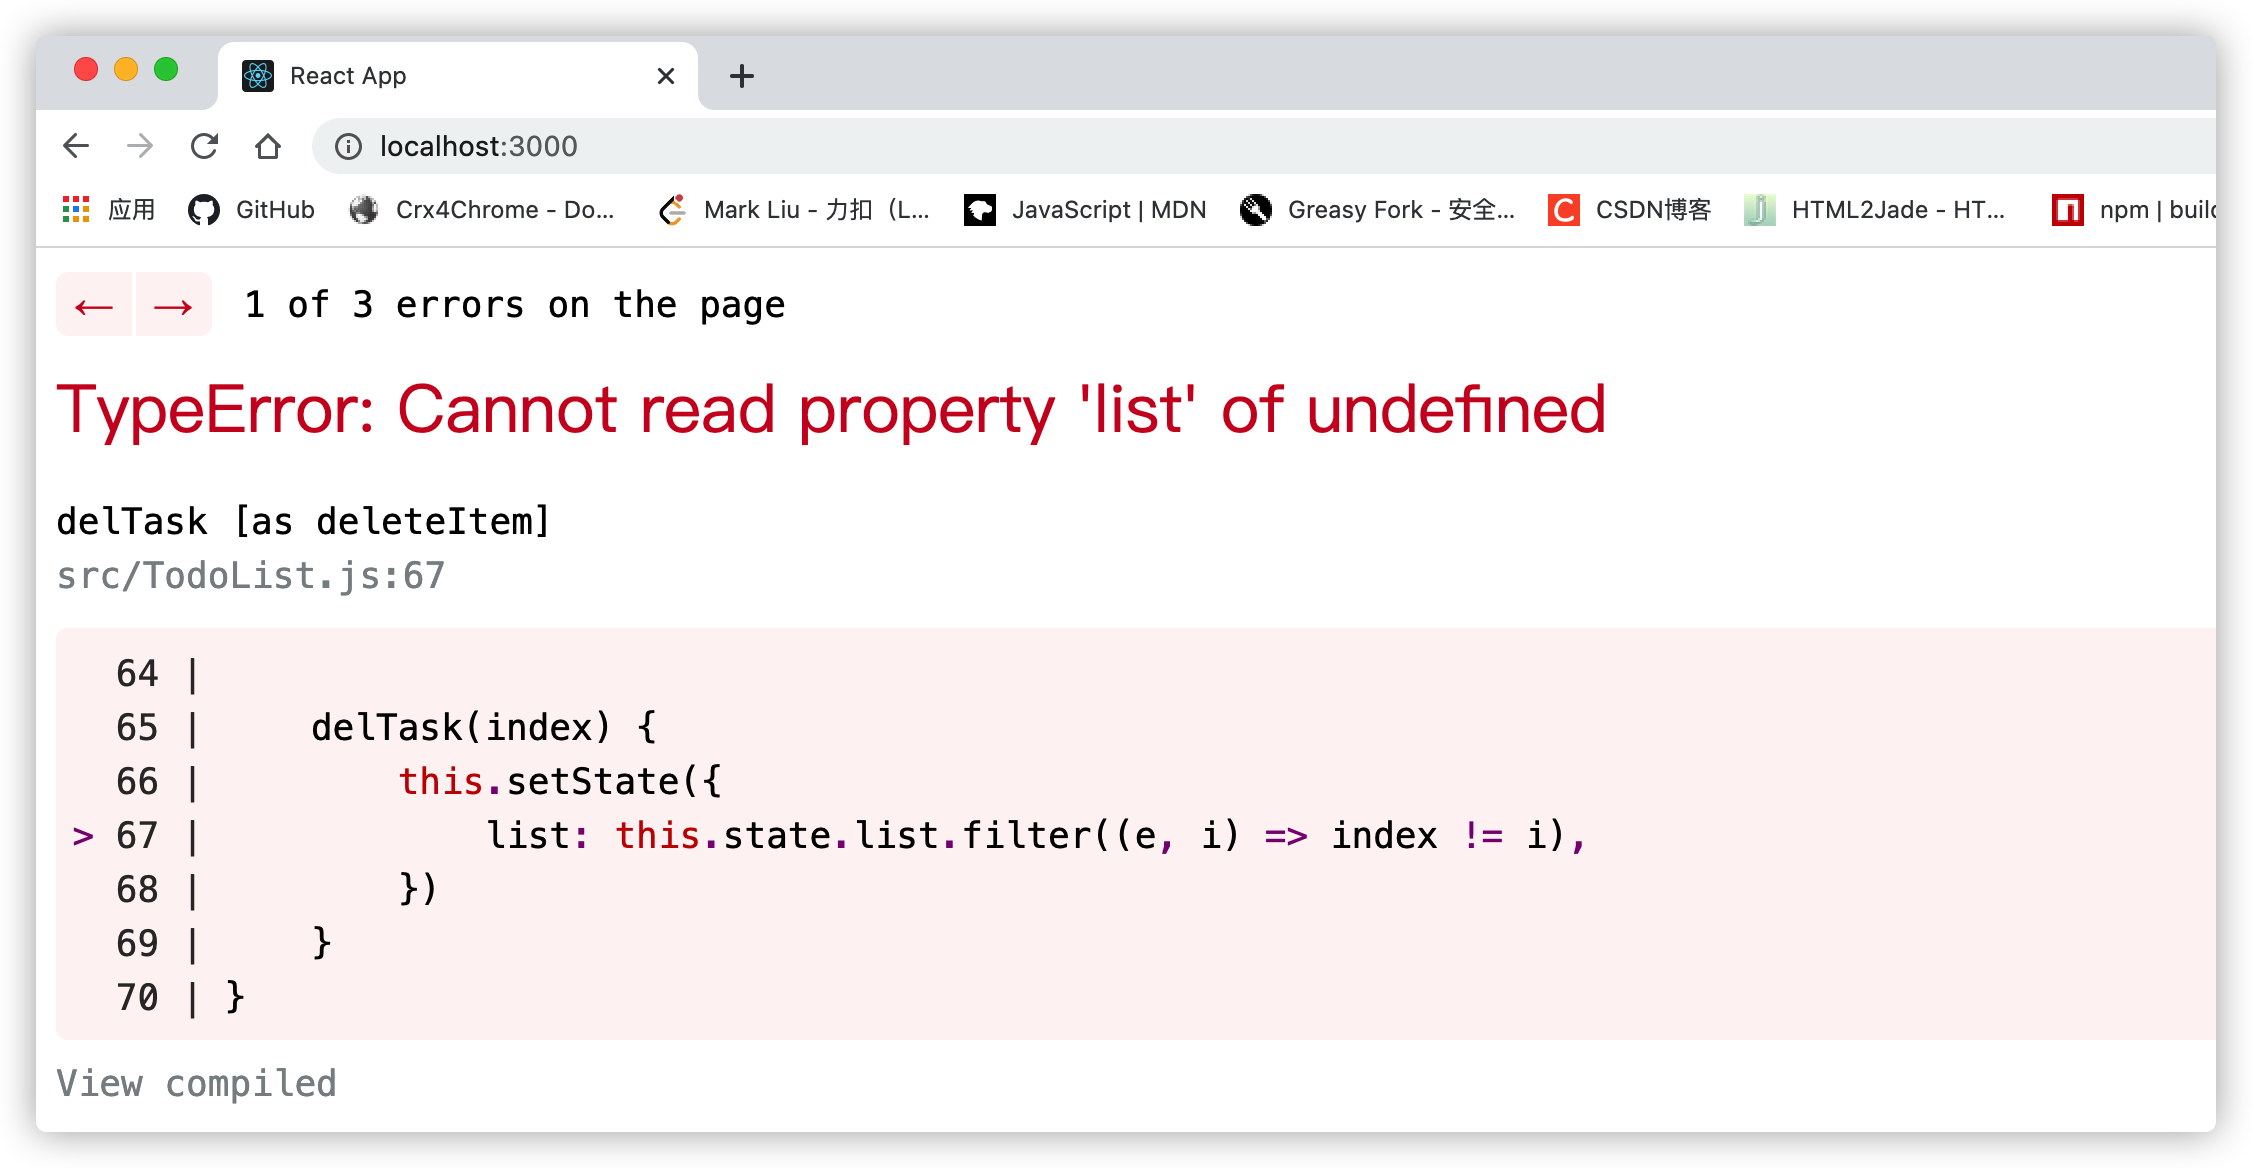 React App
localhost:3000
应用 GitHub Crx4Chrome - Do... Mark Liu - 力扣（L... JavaScript | MDN Greasy Fork - 安全... CSDN博客 HTML2Jade - HT... npm | build
← → 1 of 3 errors on the page
TypeError: Cannot read property 'list' of undefined
delTask [as deleteItem]
src/TodoList.js:67
64 |
65 |     delTask(index) {
66 |         this.setState({
> 67 |             list: this.state.list.filter((e, i) => index != i),
68 |         })
69 |     }
70 | }
View compiled